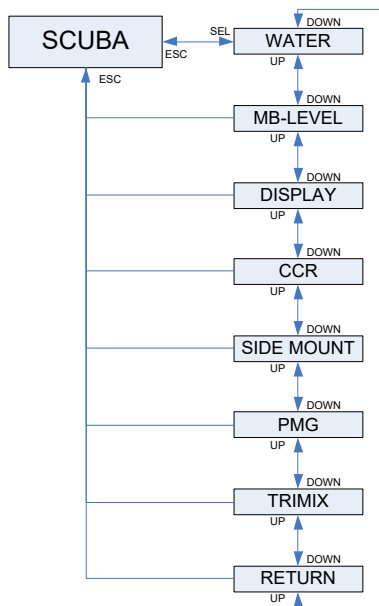 DOWN
SCUBA
SEL
WATER
ESC
UP
ESC
DOWN
MB-LEVEL
UP
DOWN
DISPLAY
UP
DOWN
CCR
UP
DOWN
SIDE MOUNT
UP
DOWN
PMG
UP
DOWN
TRIMIX
UP
DOWN
RETURN
UP